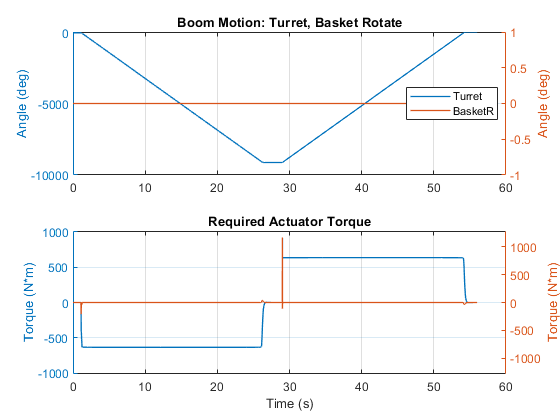 Boom Motion: Turret, Basket Rotate
Angle (deg)
0
-5000
-10000
1
0.5
0
-0.5
-1
Angle (deg)
Turret
BasketR
0 10 20 30 40 50 60
Required Actuator Torque
Torque (N*m)
1000
500
0
-500
-1000
1000
500
0
-500
-1000
Torque (N*m)
0 10 20 30 40 50 60
Time (s)